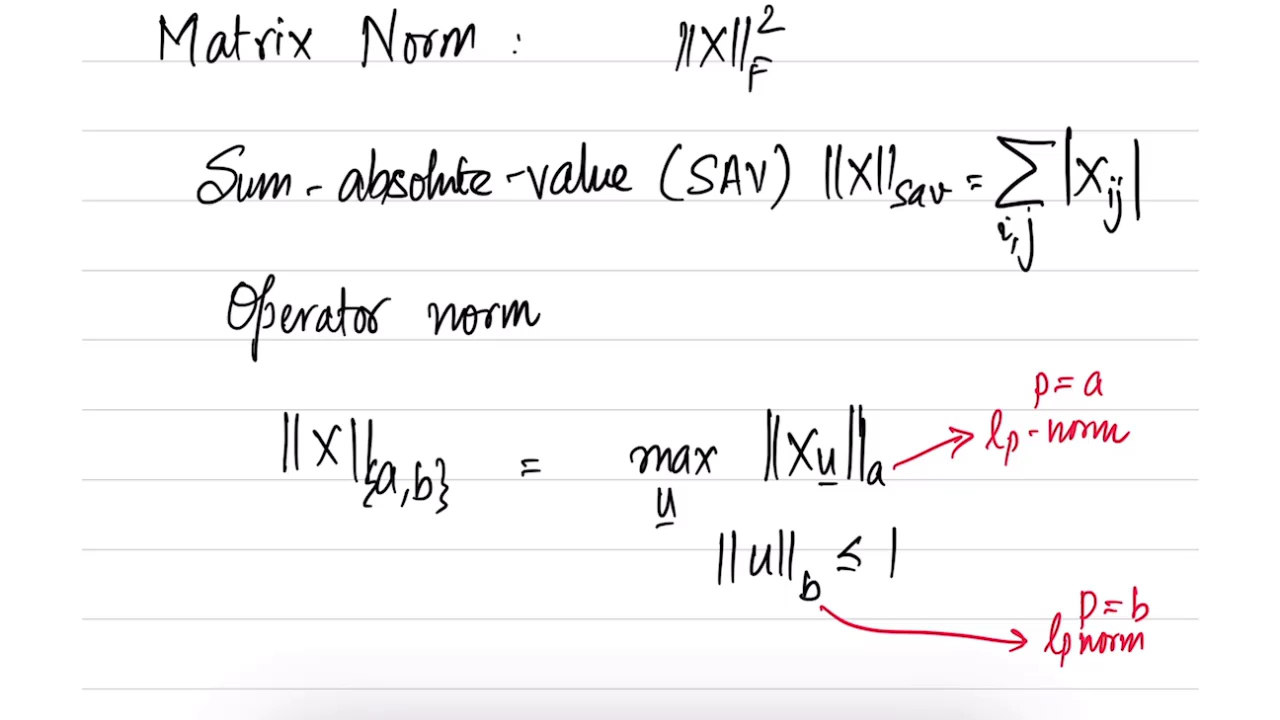 Matrix Norm : ||X||_F^2
Sum-absolute-value (SAV) ||X||_sav = ∑_{i,j} |X_ij|
Operator norm
p = a
l_p-norm
||X||_{a,b} = max_u ||Xu||_a
||u||_b ≤ 1
p = b
l_p norm